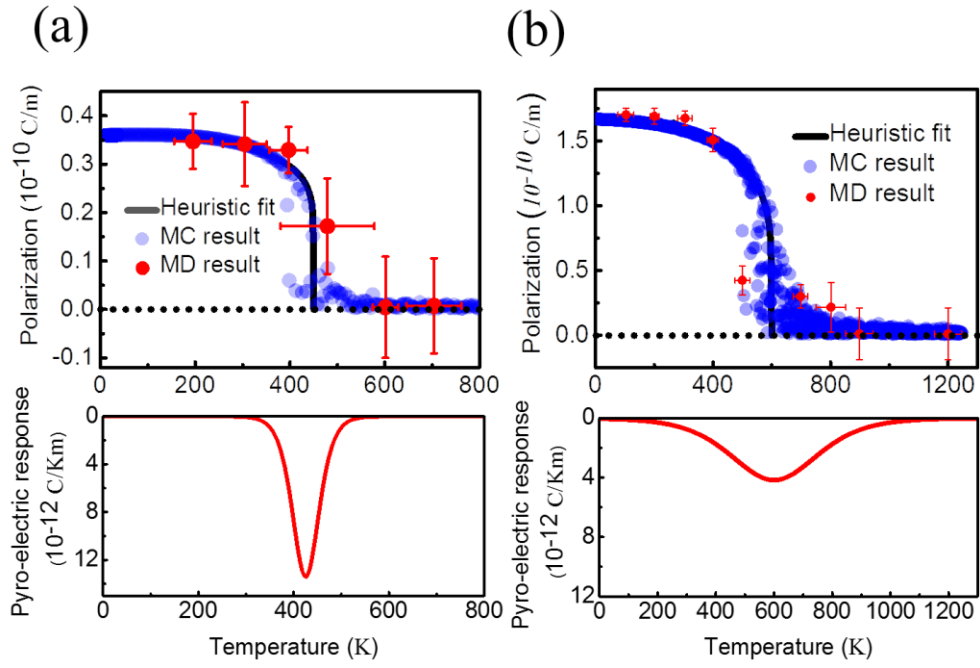 (a)
Polarization (10-10 C/m)
0.4
0.3
0.2
0.1
0.0
-0.1
Heuristic fit
MC result
MD result
0 200 400 600 800
Pyro-electric response
(10-12 C/Km)
0
4
8
12
0 200 400 600 800
Temperature (K)
(b)
Polarization (10-10 C/m)
1.5
1.0
0.5
0.0
Heuristic fit
MC result
MD result
0 400 800 1200
Pyro-electric response
(10-12 C/Km)
0
4
8
12
0 200 400 600 800 1000 1200
Temperature (K)